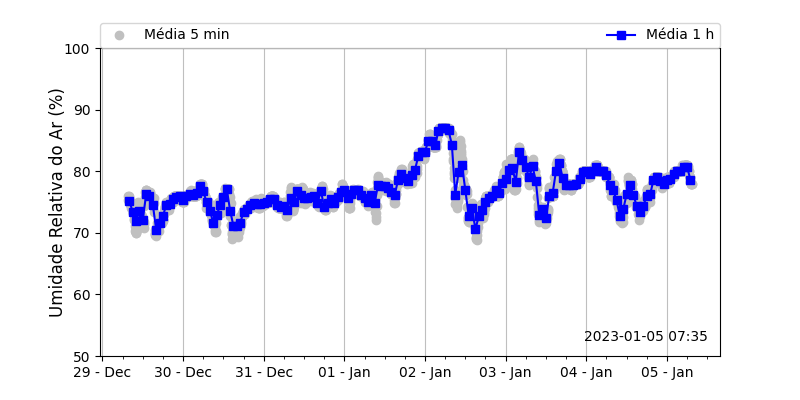 Média 5 min
Média 1 h
Umidade Relativa do Ar (%)
100
90
80
70
60
50
2023-01-05 07:35
29 - Dec
30 - Dec
31 - Dec
01 - Jan
02 - Jan
03 - Jan
04 - Jan
05 - Jan